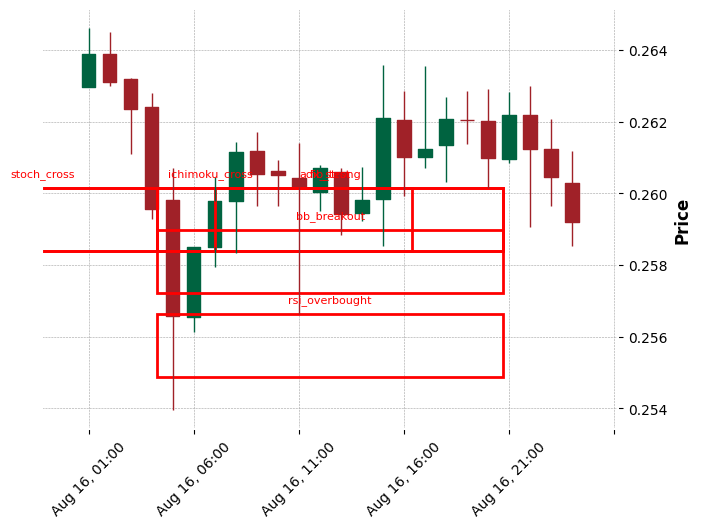 0.264
0.262
0.260
0.258
0.256
0.254
Price
stoch_cross
ichimoku_cross
bb_breakout
rsi_overbought
Aug 16, 01:00
Aug 16, 06:00
Aug 16, 11:00
Aug 16, 16:00
Aug 16, 21:00